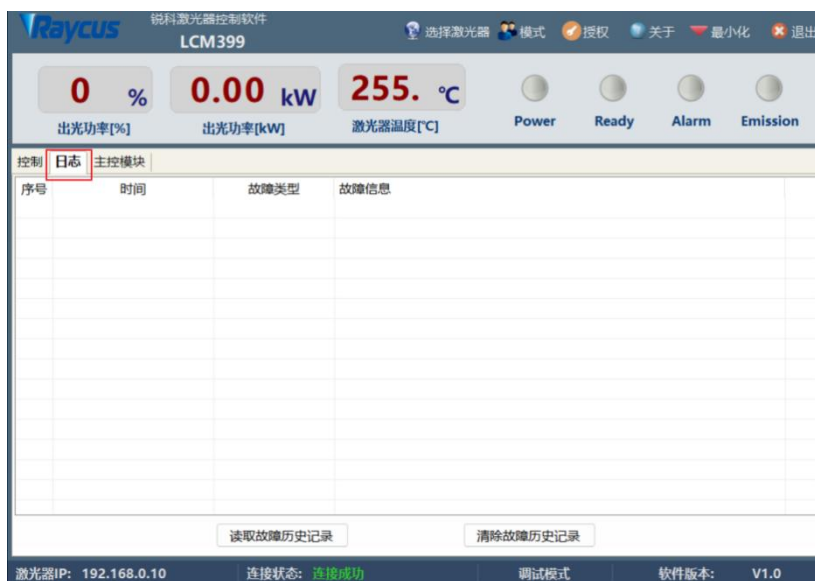 Raycus 锐科激光器控制软件
LCM399
选择激光器 模式 授权 关于 最小化 退出
0 % 0.00 kW 255. ℃
出光功率[%] 出光功率[kW] 激光器温度[℃] Power Ready Alarm Emission
控制 日志 主控模块
序号 时间 故障类型 故障信息
读取故障历史记录 清除故障历史记录
激光器IP: 192.168.0.10 连接状态: 连接成功 调试模式 软件版本: V1.0